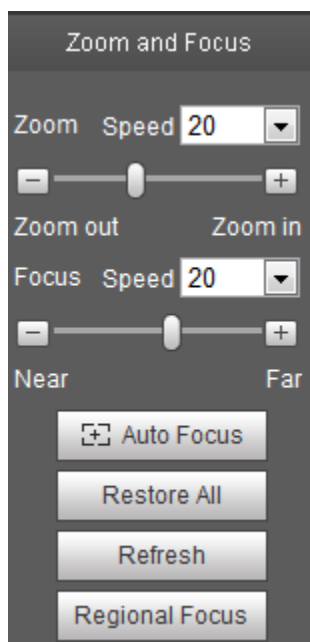 Zoom and Focus
Zoom Speed 20
Zoom out Zoom in
Focus Speed 20
Near Far
Auto Focus
Restore All
Refresh
Regional Focus